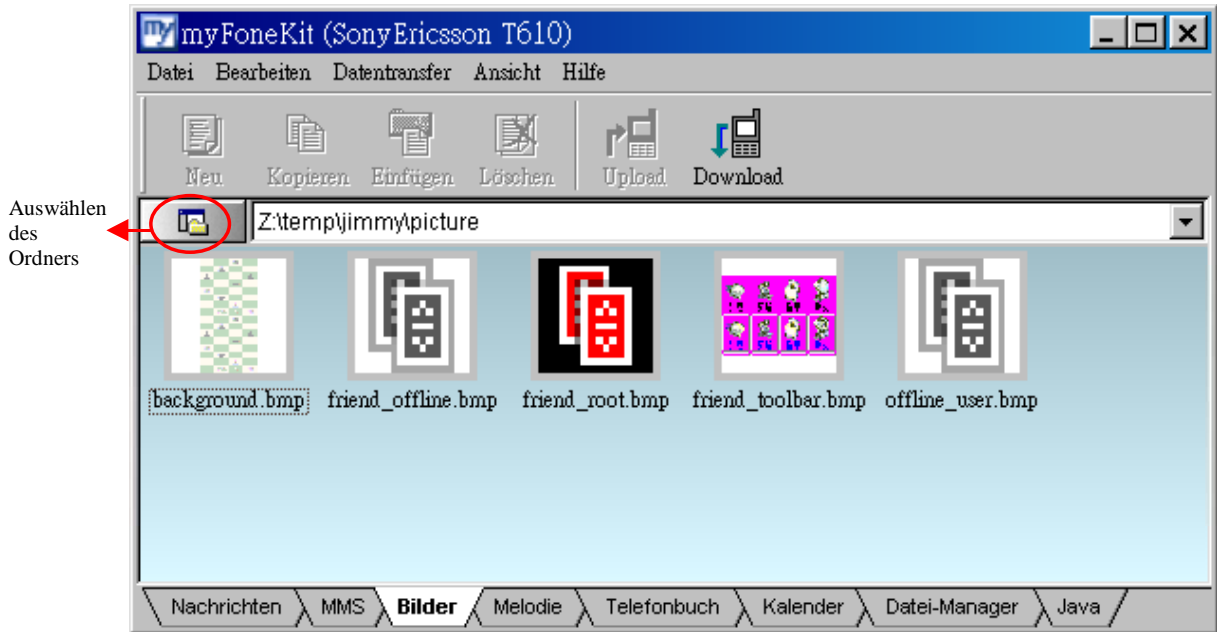 my myFoneKit (SonyEricsson T610)
Datei Bearbeiten Datentransfer Ansicht Hilfe
Neu Kopieren Einfügen Löschen Upload Download
Auswählen
des
Ordners
Z:\temp\jimmy\picture
background.bmp friend_offline.bmp friend_root.bmp friend_toolbar.bmp offline_user.bmp
Nachrichten MMS Bilder Melodie Telefonbuch Kalender Datei-Manager Java